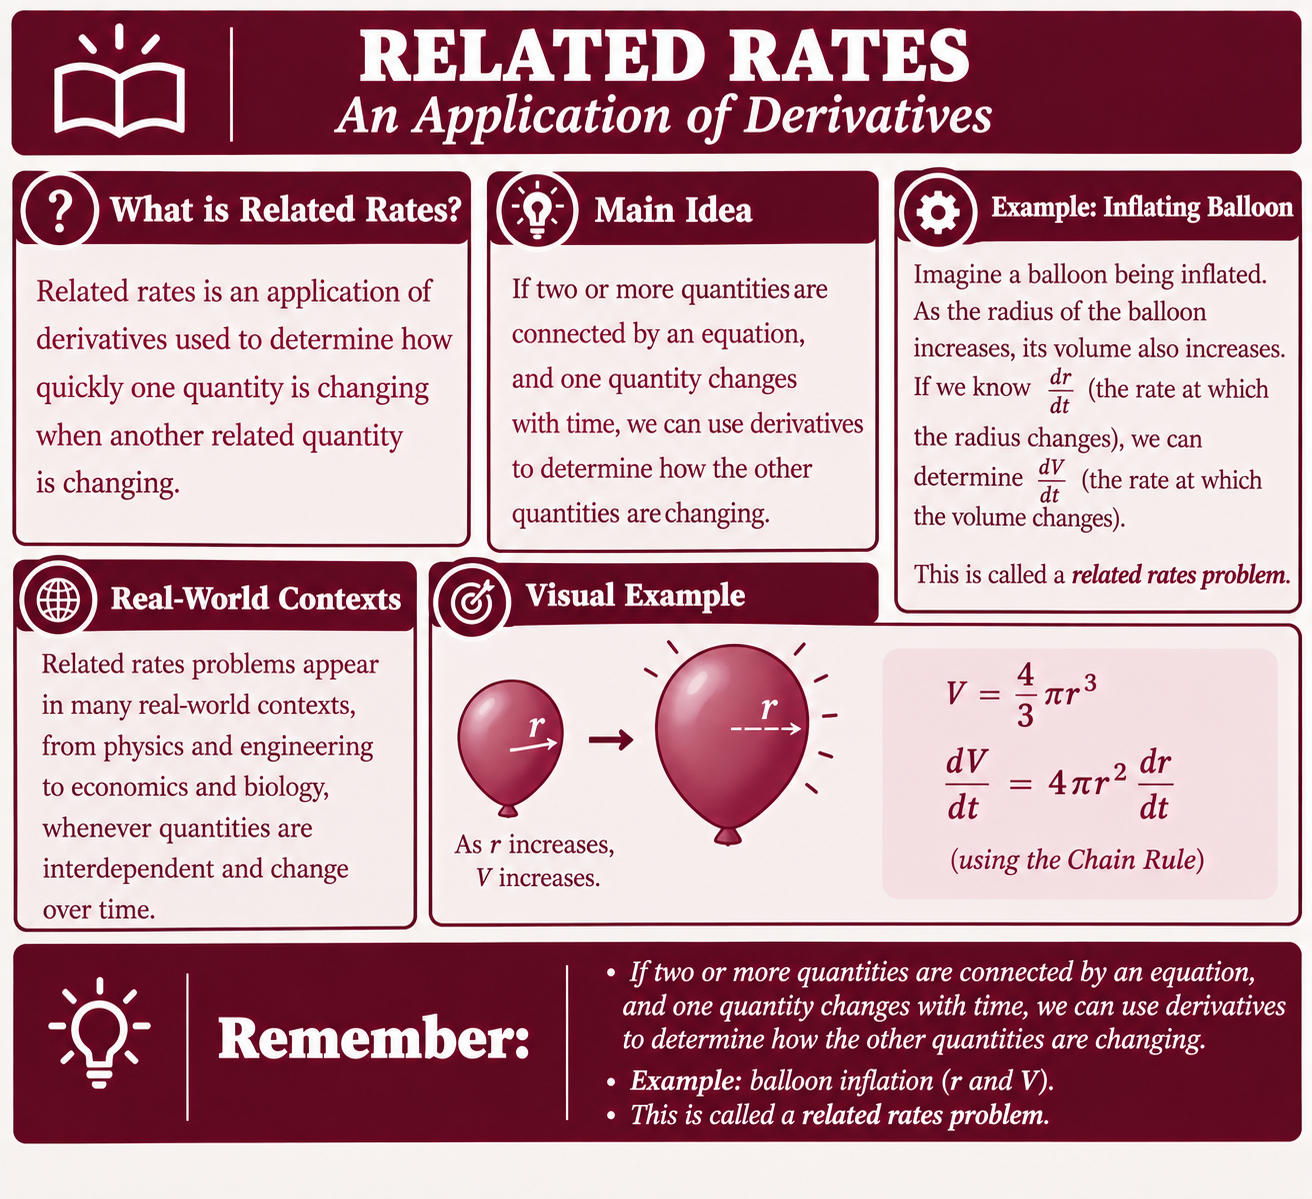 RELATED RATES
An Application of Derivatives
What is Related Rates?
Related rates is an application of
derivatives used to determine how
quickly one quantity is changing
when another related quantity
is changing.
Main Idea
If two or more quantities are
connected by an equation,
and one quantity changes
with time, we can use derivatives
to determine how the other
quantities are changing.
Example: Inflating Balloon
Imagine a balloon being inflated.
As the radius of the balloon
increases, its volume also increases.
If we know dr/dt (the rate at which
the radius changes), we can
determine dV/dt (the rate at which
the volume changes).
This is called a related rates problem.
Real-World Contexts
Related rates problems appear
in many real-world contexts,
from physics and engineering
to economics and biology,
whenever quantities are
interdependent and change
over time.
Visual Example
r
r
As r increases,
V increases.
V = 4/3 πr³
dV/dt = 4πr² dr/dt
(using the Chain Rule)
Remember:
• If two or more quantities are connected by an equation,
and one quantity changes with time, we can use derivatives
to determine how the other quantities are changing.
• Example: balloon inflation (r and V).
• This is called a related rates problem.
?